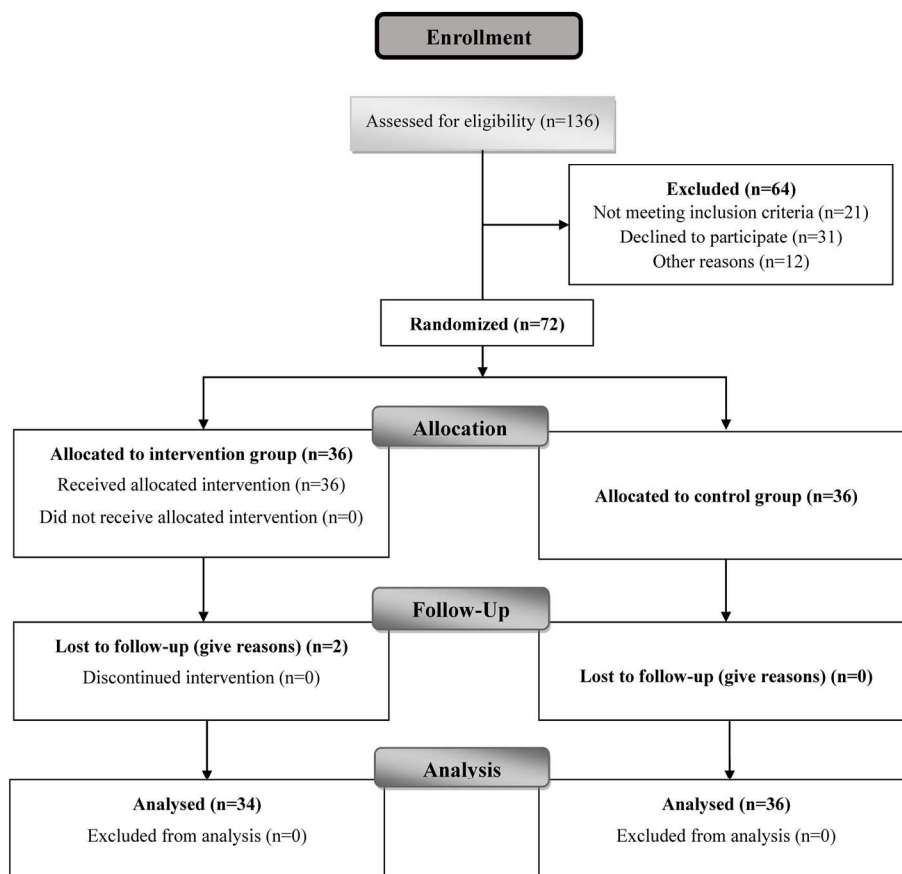 Enrollment
Assessed for eligibility (n=136)
Excluded (n=64)
Not meeting inclusion criteria (n=21)
Declined to participate (n=31)
Other reasons (n=12)
Randomized (n=72)
Allocation
Allocated to intervention group (n=36)
Received allocated intervention (n=36)
Did not receive allocated intervention (n=0)
Allocated to control group (n=36)
Follow-Up
Lost to follow-up (give reasons) (n=2)
Discontinued intervention (n=0)
Lost to follow-up (give reasons) (n=0)
Analysis
Analysed (n=34)
Excluded from analysis (n=0)
Analysed (n=36)
Excluded from analysis (n=0)